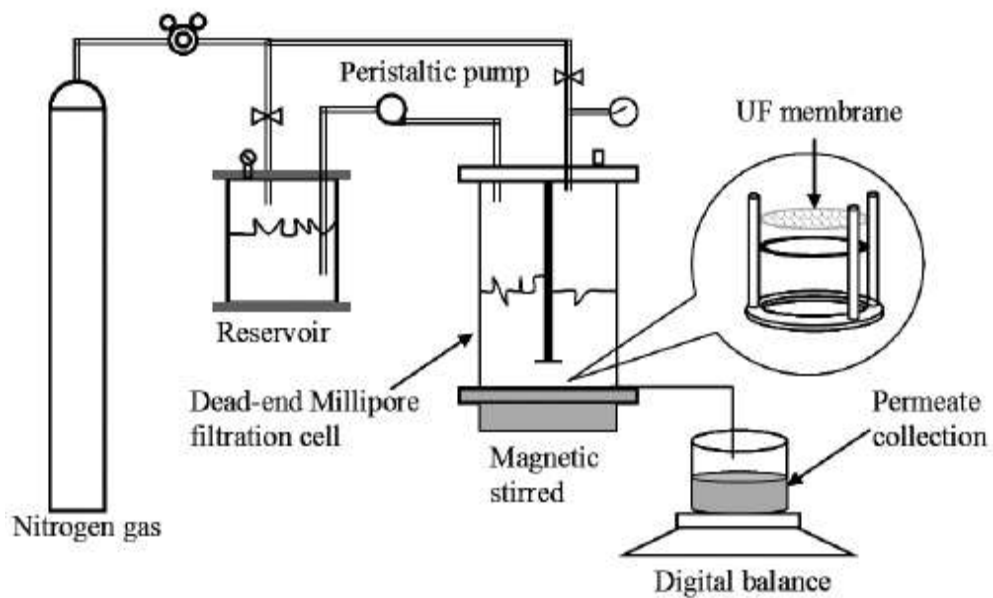 Peristaltic pump
UF membrane
Reservoir
Dead-end Millipore
filtration cell
Magnetic
stirred
Permeate
collection
Nitrogen gas
Digital balance